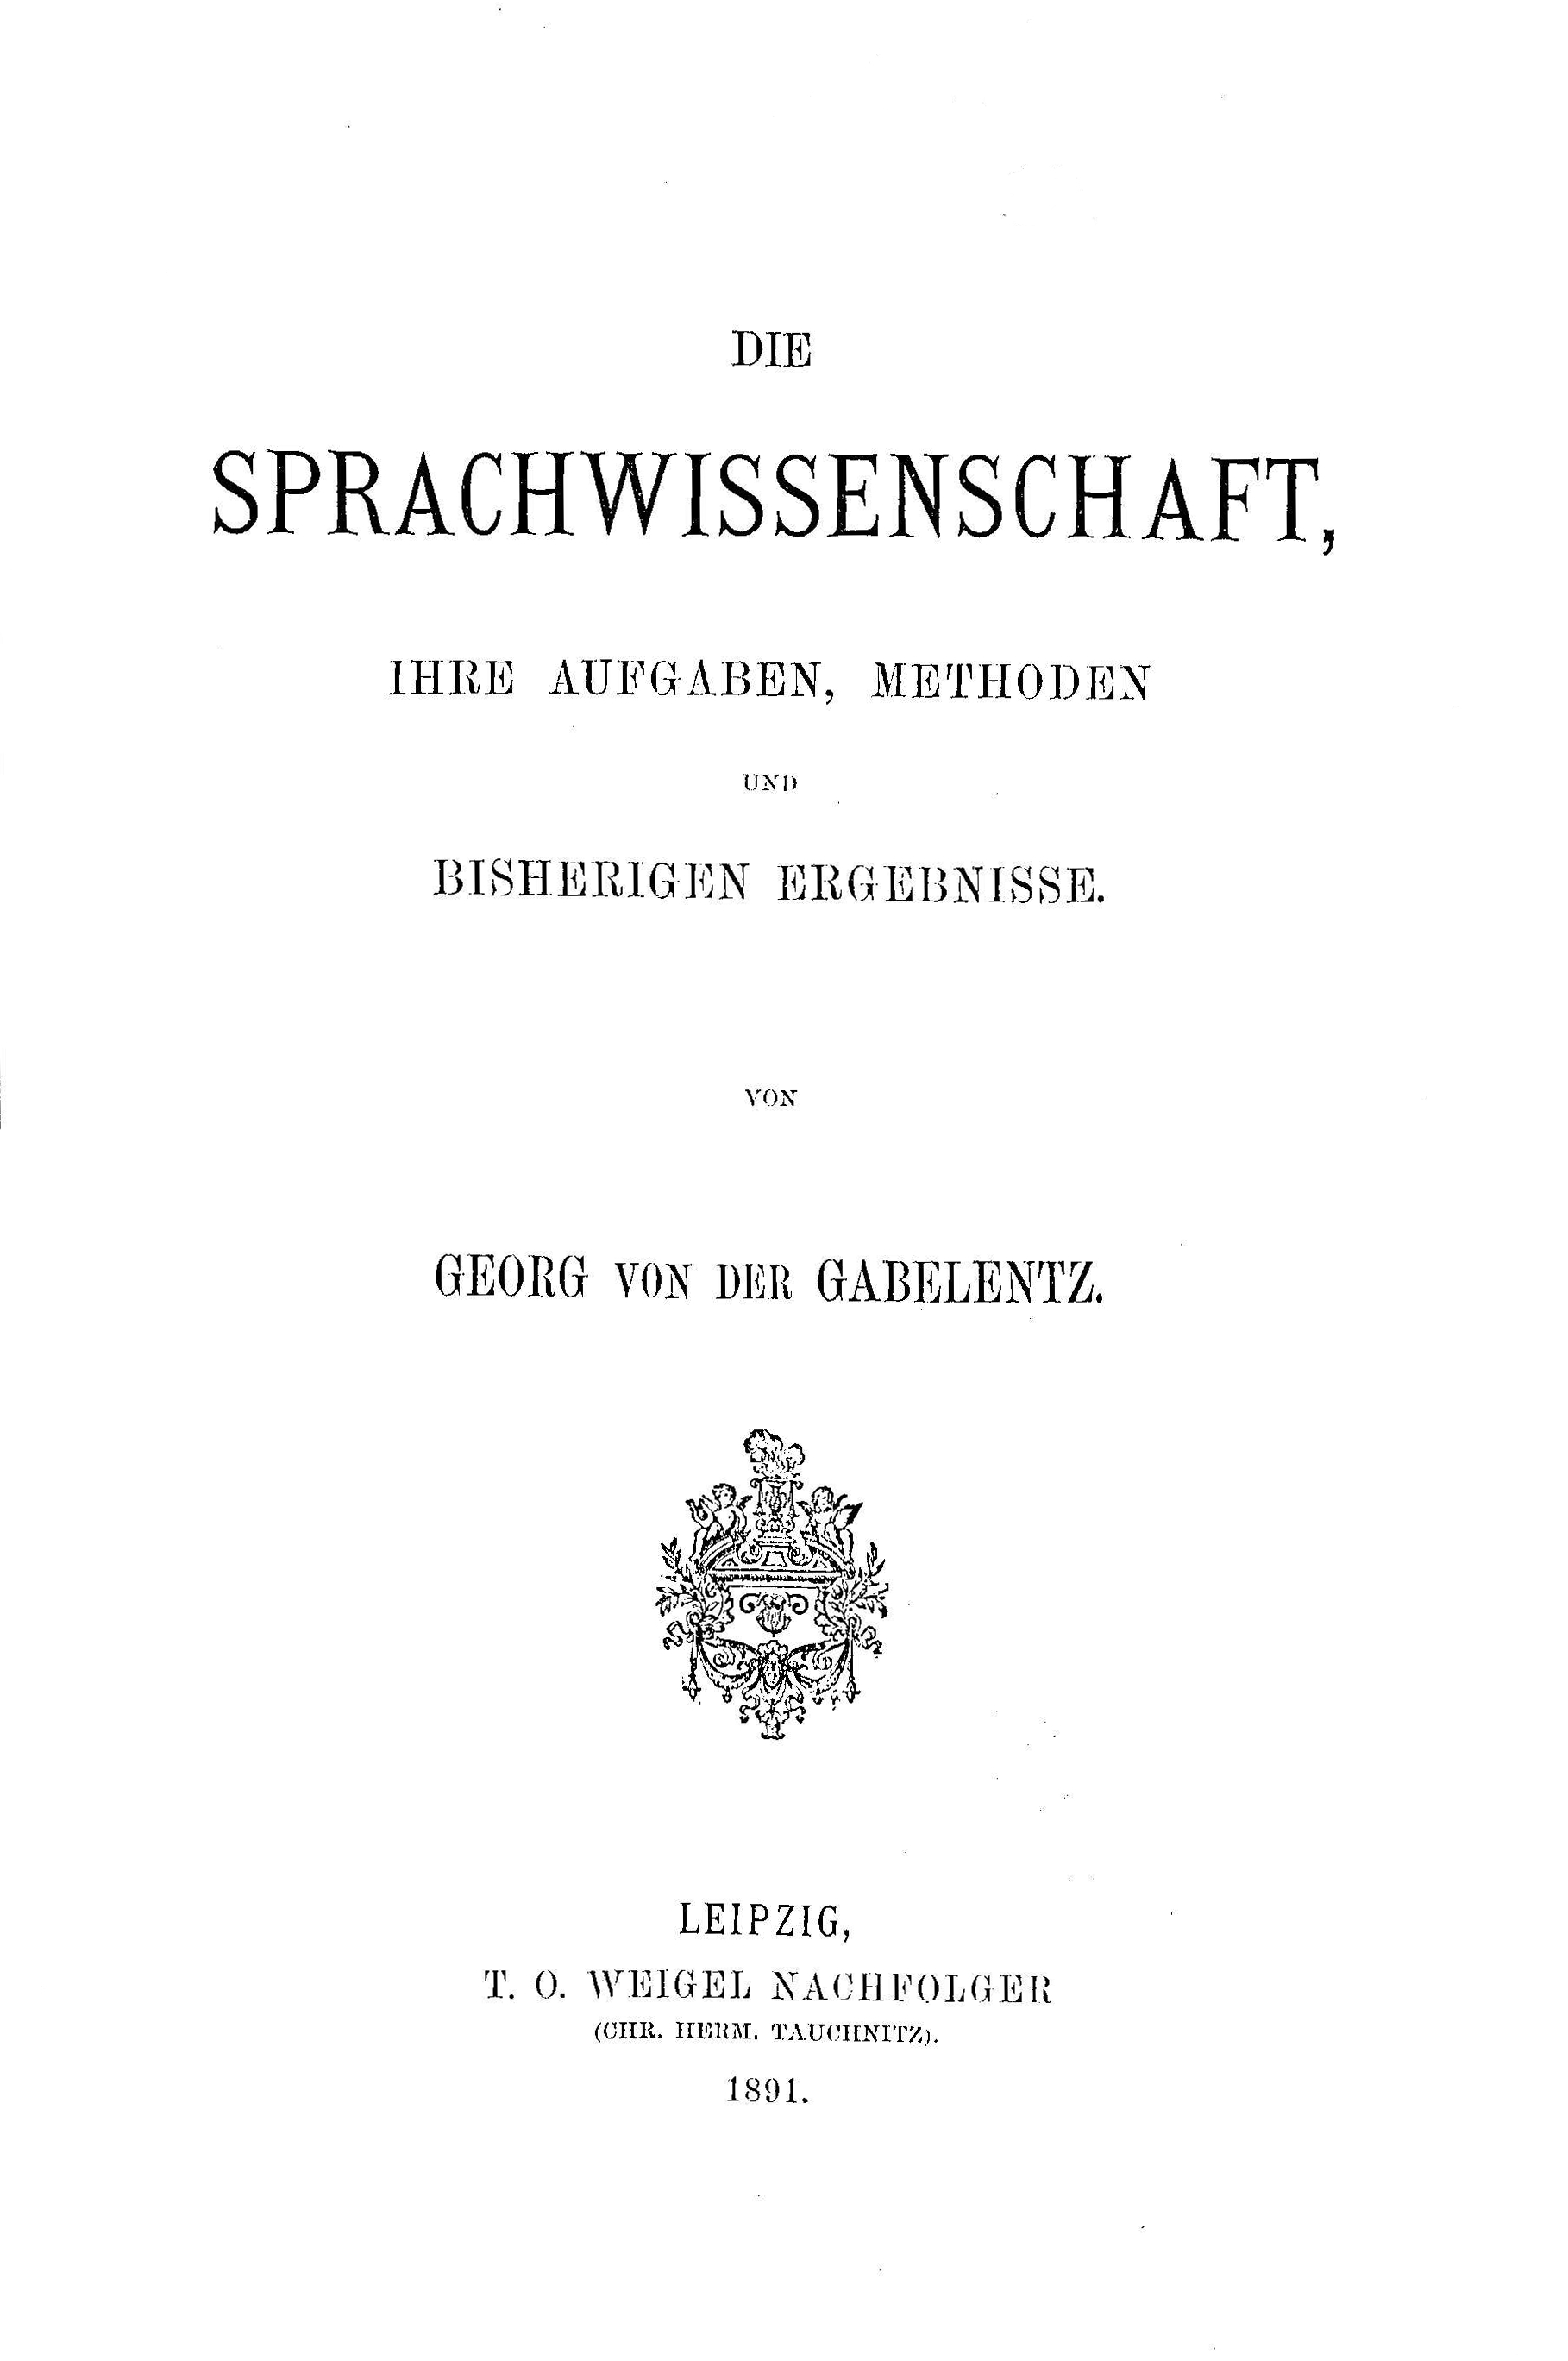 DIE
SPRACHWISSENSCHAFT,
IHRE AUFGABEN, METHODEN
UND
BISHERIGEN ERGEBNISSE.
VON
GEORG VON DER GABELENTZ.
LEIPZIG,
T. O. WEIGEL NACHFOLGER
(CHR. HERM. TAUCHNITZ).
1891.